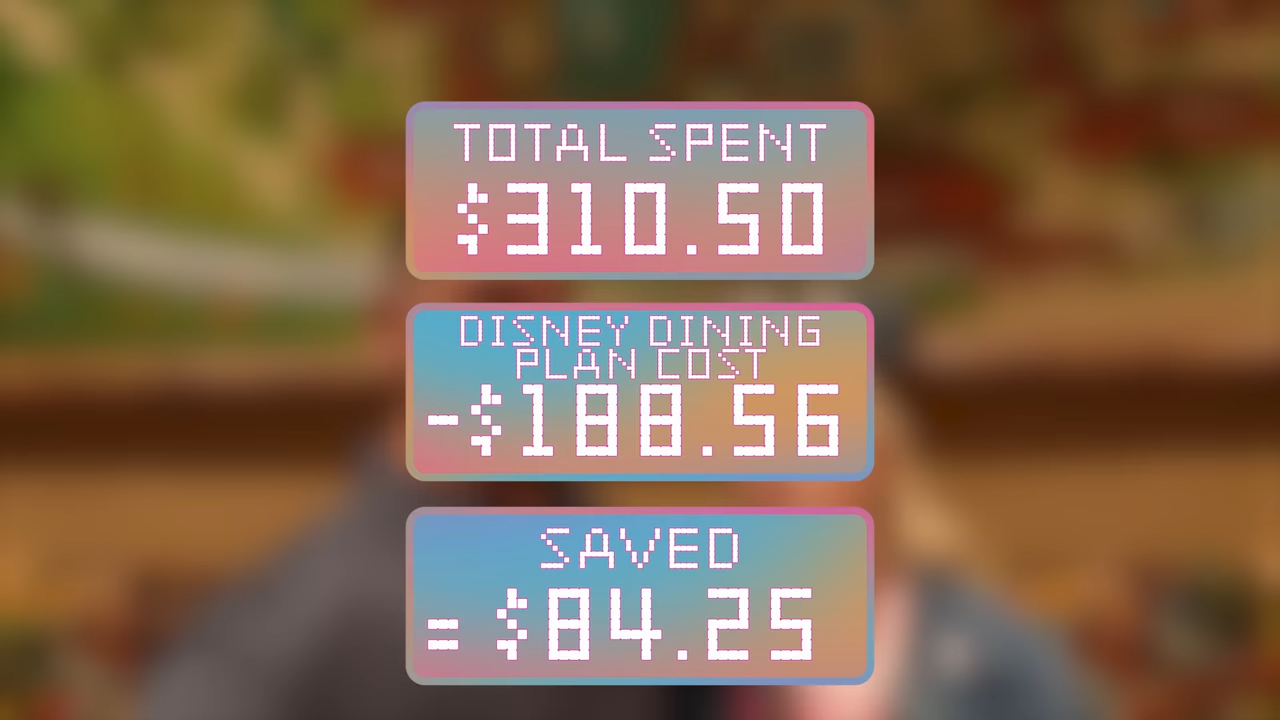 TOTAL SPENT
$310.50
DISNEY DINING
PLAN COST
-$188.56
SAVED
= $84.25